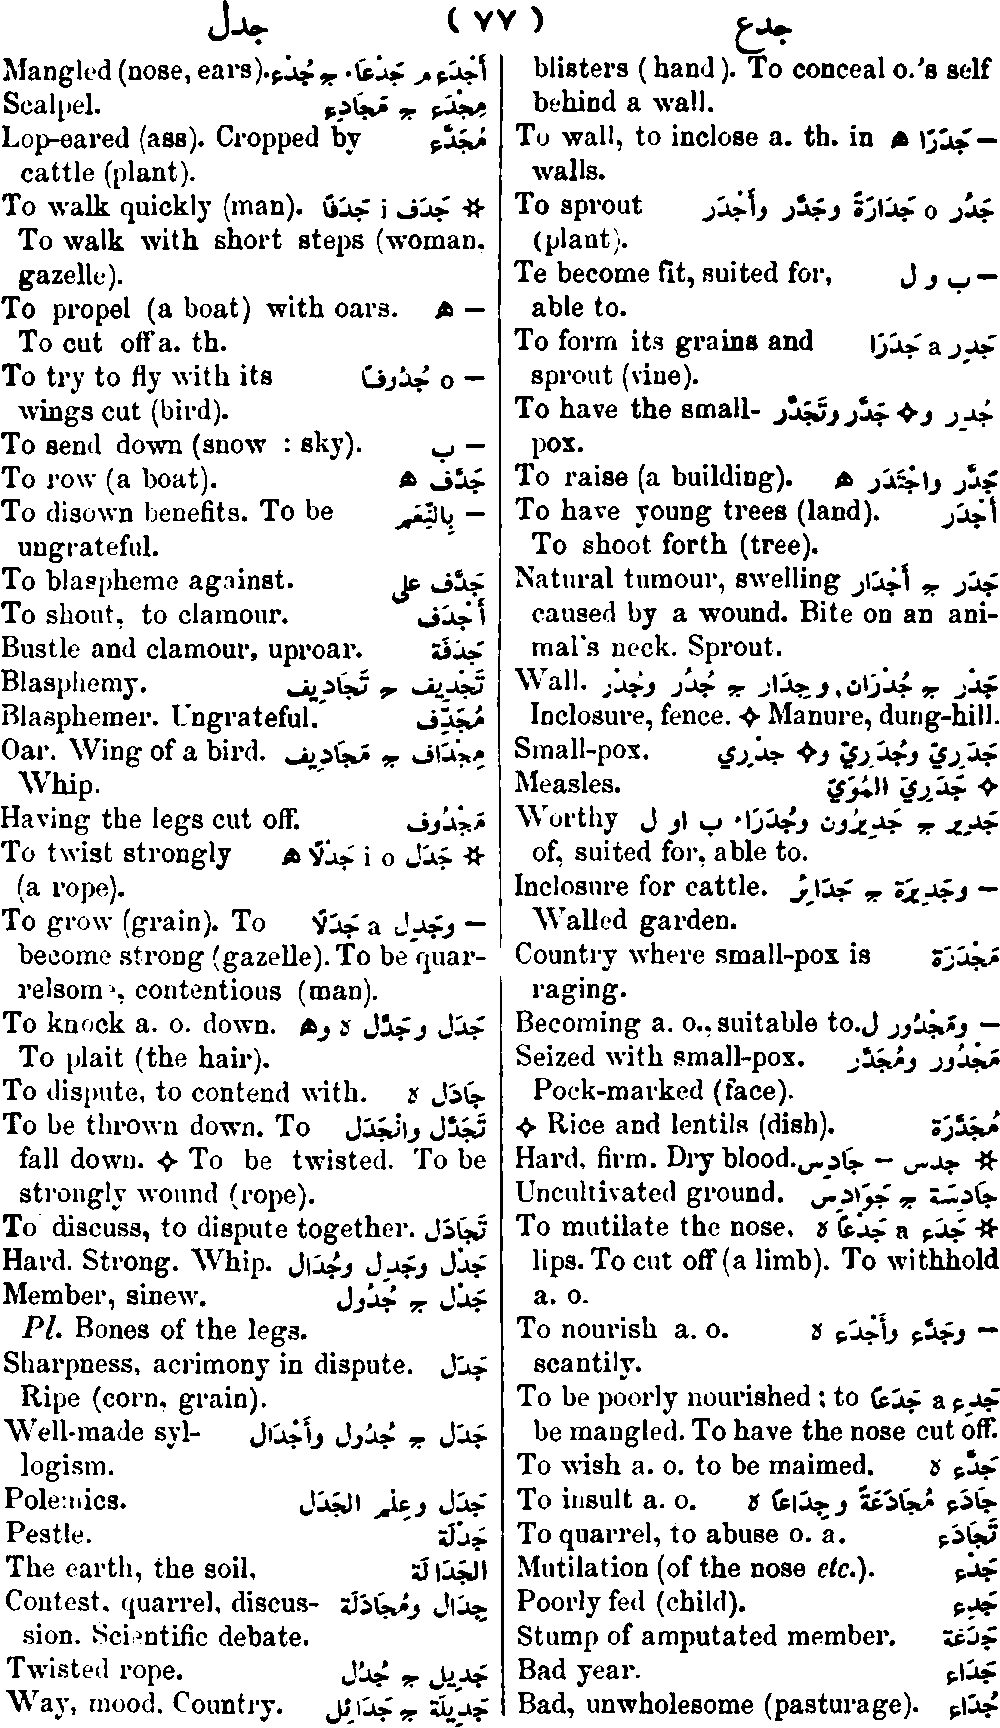 جدع ( ٧٧ ) جدل
blisters (hand). To conceal o.'s self
behind a wall.
To wall, to inclose a. th. in ـ جَدَرَ ًا ه
walls.
To sprout جَدُر o جَدَارَةً وجَدَّر وأَجْدَر
(plant).
Te become fit, suited for, — ب و ل
able to.
To form its grains and جَدِر a جَدَرًا
sprout (vine).
To have the small- جُدِر و✧ جَدَّر وتَجَدَّر
pox.
To raise (a building). جَدَّر واجْتَدَر ه
To have young trees (land). أَجْدَر
To shoot forth (tree).
Natural tumour, swelling جَدَر ج أَجْدَار
caused by a wound. Bite on an ani-
mal's neck. Sprout.
Wall. جَدْر ج جُدْرَان, وجِدَار ج جُدُر وجُدْر
Inclosure, fence. ✧ Manure, dung-hill.
Small-pox. جَدَرِيّ وجُدَرِيّ و✧ جِدْرِي
Measles. ✧ جَدَرِيّ
Worthy جَدِير ج جَدِيرُون وجُدَرَاء ب او ل
of, suited for, able to.
Inclosure for cattle. — وجَدِيرَة ج جَدَائِر
Walled garden.
Country where small-pox is مَجْدَرَة
raging.
Becoming a. o., suitable to. — ومَجْدُور ل
Seized with small-pox. مَجْدُور ومُجَدَّر
Pock-marked (face).
✧ Rice and lentils (dish). مُجَدَّرَة
Hard, firm. Dry blood. ✻ جدس — جَادِس
Uncultivated ground. جَادِسَة ج جَوَادِس
To mutilate the nose, ✻ جَدَع a جَدْعًا ه
lips. To cut off (a limb). To withhold
a. o.
To nourish a. o. — وجَدَّع وأَجْدَع ه
scantily.
To be poorly nourished; to جَدِع a جَدَعًا
be mangled. To have the nose cut off.
To wish a. o. to be maimed. جَدَّع ه
To insult a. o. جَادَع مُجَادَعَةً وجِدَاعًا ه
To quarrel, to abuse o. a. تَجَادَع
Mutilation (of the nose etc.). جَدْع
Poorly fed (child). جَدِع
Stump of amputated member. جَدَعَة
Bad year. جَدَاع
Bad, unwholesome (pasturage). جُدَاع
Mangled (nose, ears). أَجْدَع م جَدْعَاء ج جُدْع
Scalpel. مِجْدَع ج مَجَادِع
Lop-eared (ass). Cropped by مُجَدَّع
cattle (plant).
To walk quickly (man). ✻ جَدَف i جَدْفًا
To walk with short steps (woman,
gazelle).
To propel (a boat) with oars. — ه
To cut off a. th.
To try to fly with its — o جُدُوفًا
wings cut (bird).
To send down (snow : sky). — ب
To row (a boat). جَدَّف ه
To disown benefits. To be — بِالنِّعَم
ungrateful.
To blaspheme against. جَدَّف على
To shout, to clamour. أَجْدَف
Bustle and clamour, uproar. جَدَفَة
Blasphemy. تَجْدِيف ج تَجَادِيف
Blasphemer. Ungrateful. مُجَدِّف
Oar. Wing of a bird. مِجْدَاف ج مَجَادِيف
Whip.
Having the legs cut off. مَجْدُوف
To twist strongly ✻ جَدَل i o جَدْلًا ه
(a rope).
To grow (grain). To — وجَدِل a جَدَلًا
become strong (gazelle). To be quar-
relsome, contentious (man).
To knock a. o. down. جَدَل وجَدَّل ه وه
To plait (the hair).
To dispute, to contend with. جَادَل ه
To be thrown down. To تَجَدَّل وانْجَدَل
fall down. ✧ To be twisted. To be
strongly wound (rope).
To discuss, to dispute together. تَجَادَل
Hard. Strong. Whip. جَدْل وجَدِل وجُدَال
Member, sinew. جَدْل ج جُدُول
Pl. Bones of the legs.
Sharpness, acrimony in dispute. جَدَل
Ripe (corn, grain).
Well-made syl- جَدَل ج جُدُول وأَجْدَال
logism.
Polemics. جَدَل وعِلْم الجَدَل
Pestle. جَدْلَة
The earth, the soil. الجَدَالَة
Contest, quarrel, discus- جِدَال ومُجَادَلَة
sion. Scientific debate.
Twisted rope. جَدِيل ج جُدُل
Way, mood. Country. جَدِيلَة ج جَدَائِل